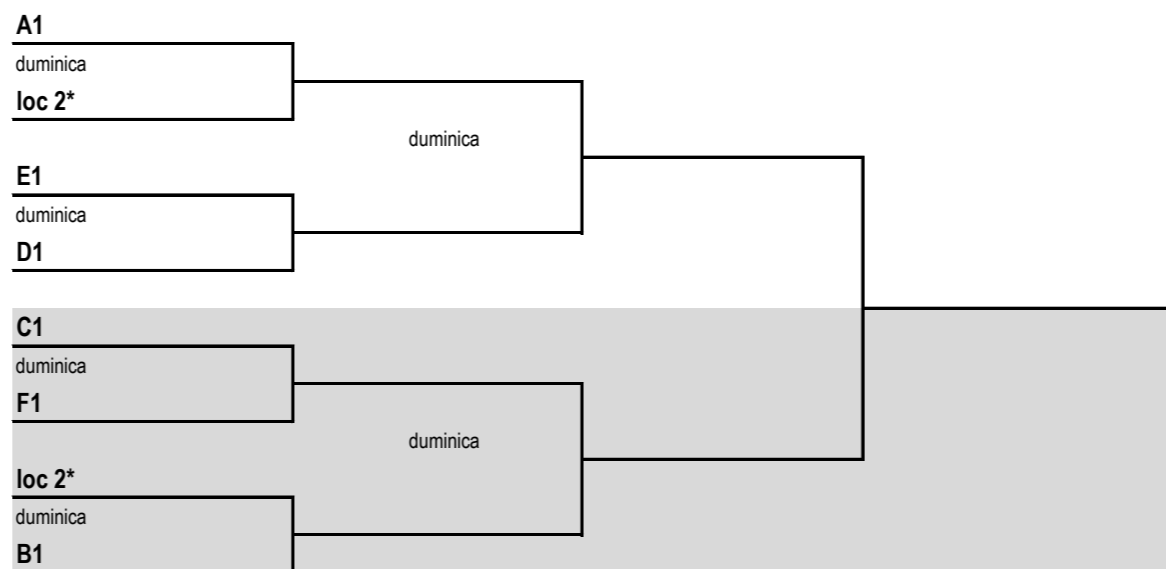 A1
duminica
loc 2*
duminica
E1
duminica
D1
C1
duminica
F1
duminica
loc 2*
duminica
B1